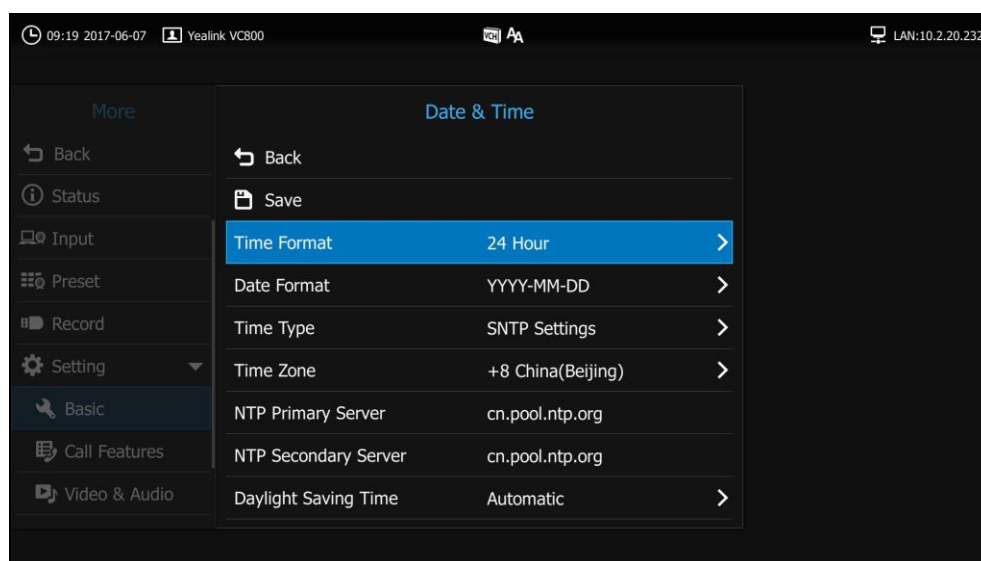 09:19 2017-06-07 Yealink VC800 VCH AA LAN:10.2.20.232
More
Back
Status
Input
Preset
Record
Setting
Basic
Call Features
Video & Audio
Date & Time
Back
Save
Time Format 24 Hour
Date Format YYYY-MM-DD
Time Type SNTP Settings
Time Zone +8 China(Beijing)
NTP Primary Server cn.pool.ntp.org
NTP Secondary Server cn.pool.ntp.org
Daylight Saving Time Automatic